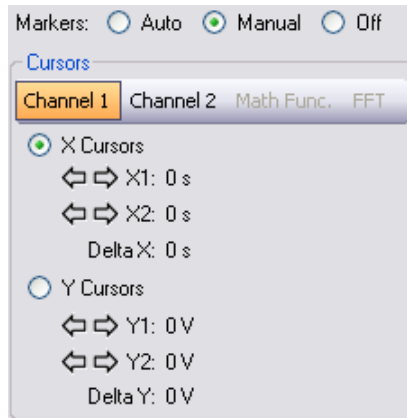 Markers: Auto Manual Off
Cursors
Channel 1 Channel 2 Math Func. FFT
X Cursors
X1: 0 s
X2: 0 s
Delta X: 0 s
Y Cursors
Y1: 0 V
Y2: 0 V
Delta Y: 0 V